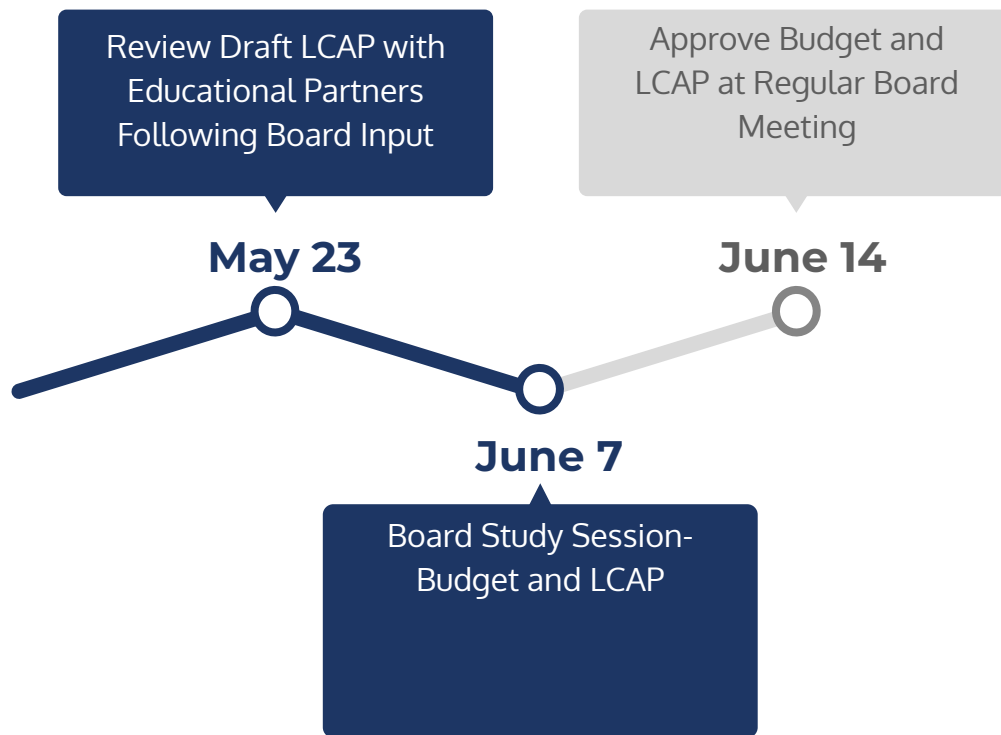 Review Draft LCAP with
Educational Partners
Following Board Input
May 23
Approve Budget and
LCAP at Regular Board
Meeting
June 14
June 7
Board Study Session-
Budget and LCAP